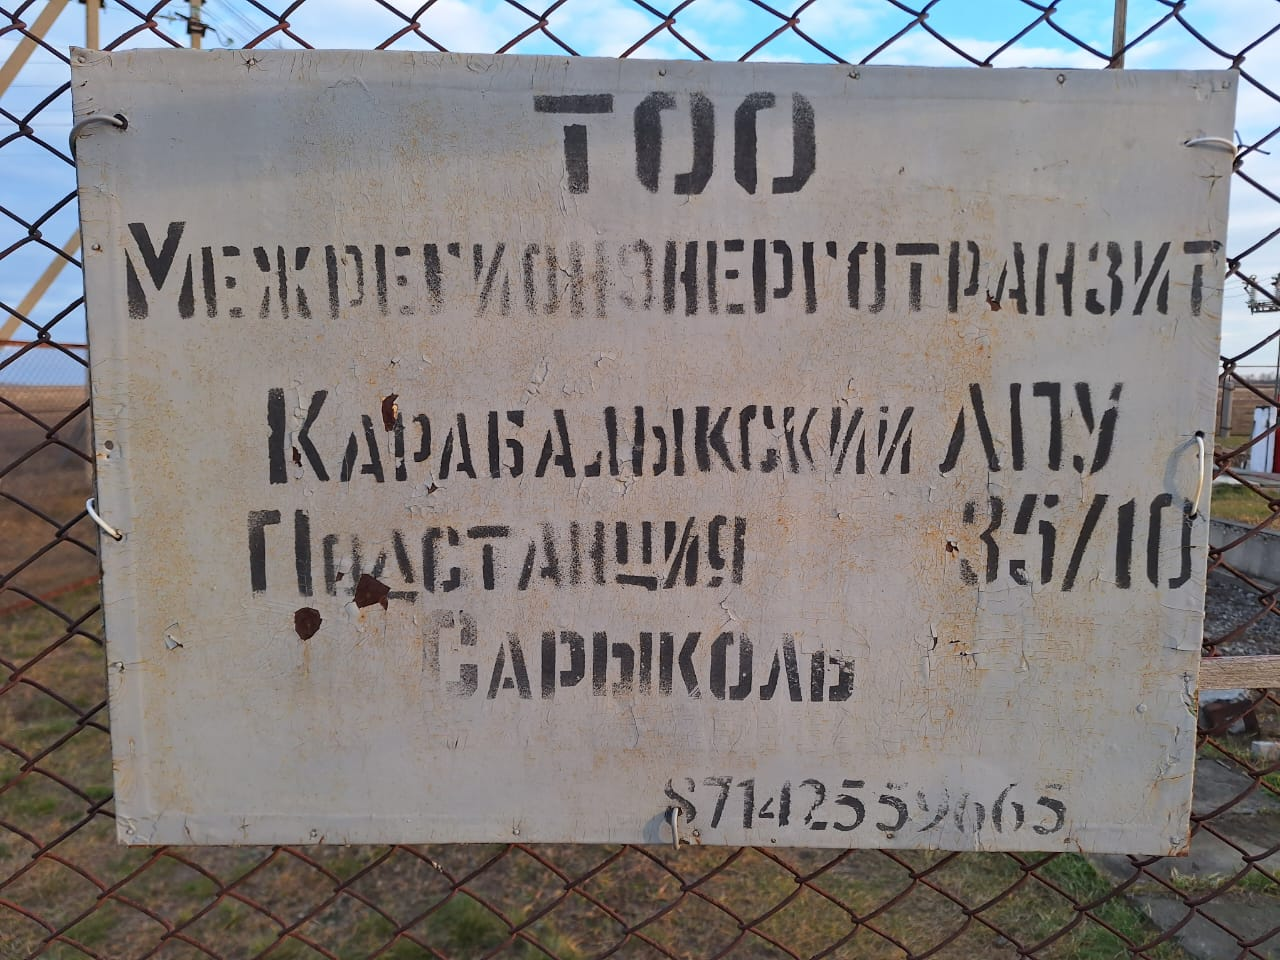 ТОО
МЕЖРЕГИОНЭНЕРГОТРАНЗИТ
КАРАБАЛЫКСКИЙ ЛПУ
ПОДСТАНЦИЯ 35/10
САРЫКОЛЬ
87142559665